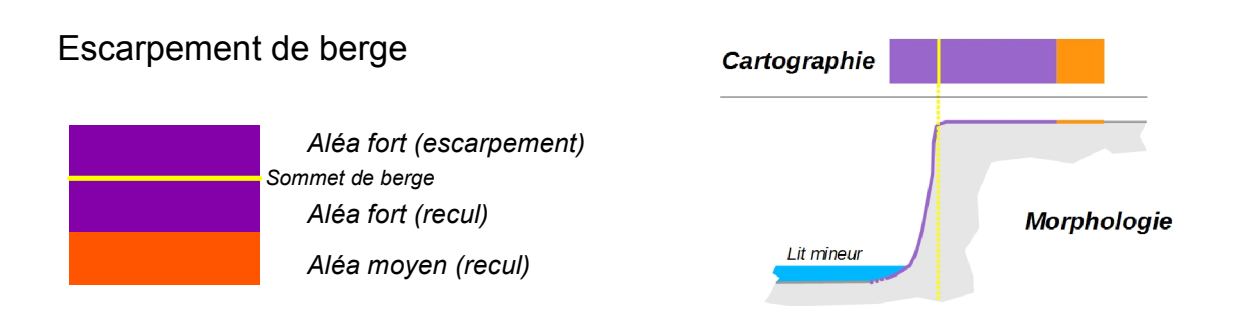 Escarpement de berge
Aléa fort (escarpement)
Sommet de berge
Aléa fort (recul)
Aléa moyen (recul)
Cartographie
Morphologie
Lit mineur